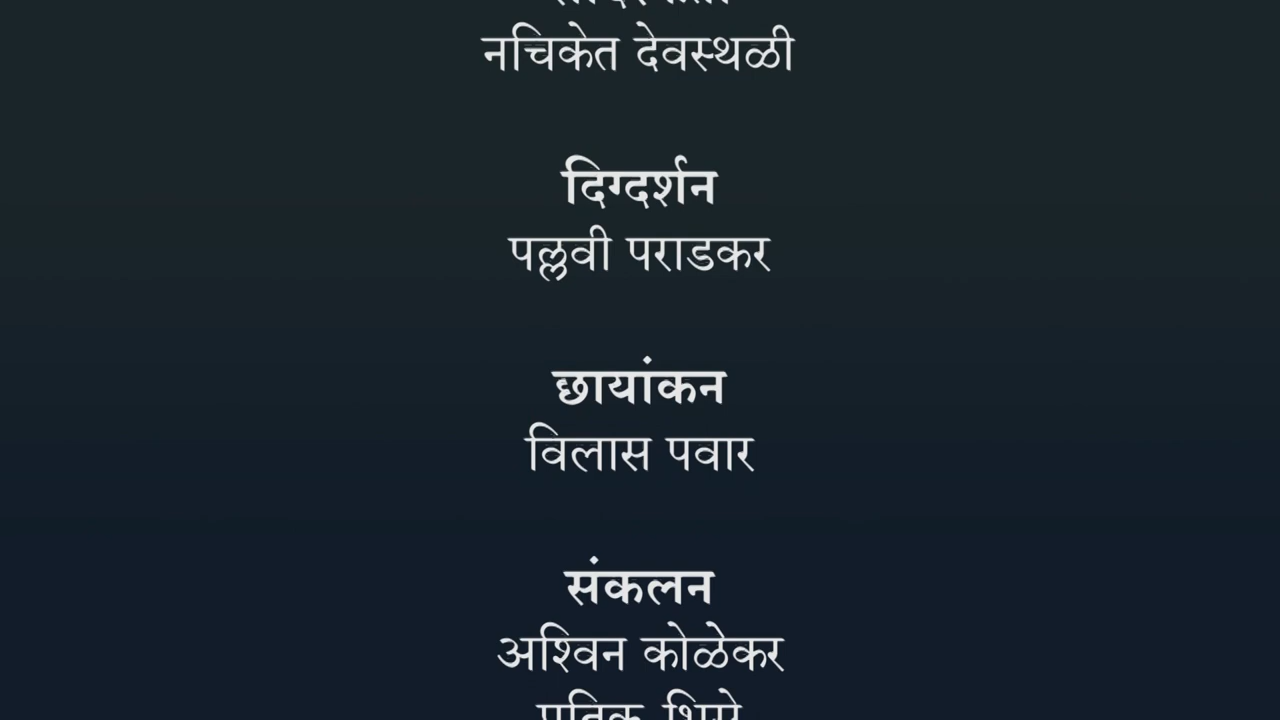 नचिकेत देवस्थळी
दिग्दर्शन
पल्लवी पराडकर
छायांकन
विलास पवार
संकलन
अश्विन कोळेकर